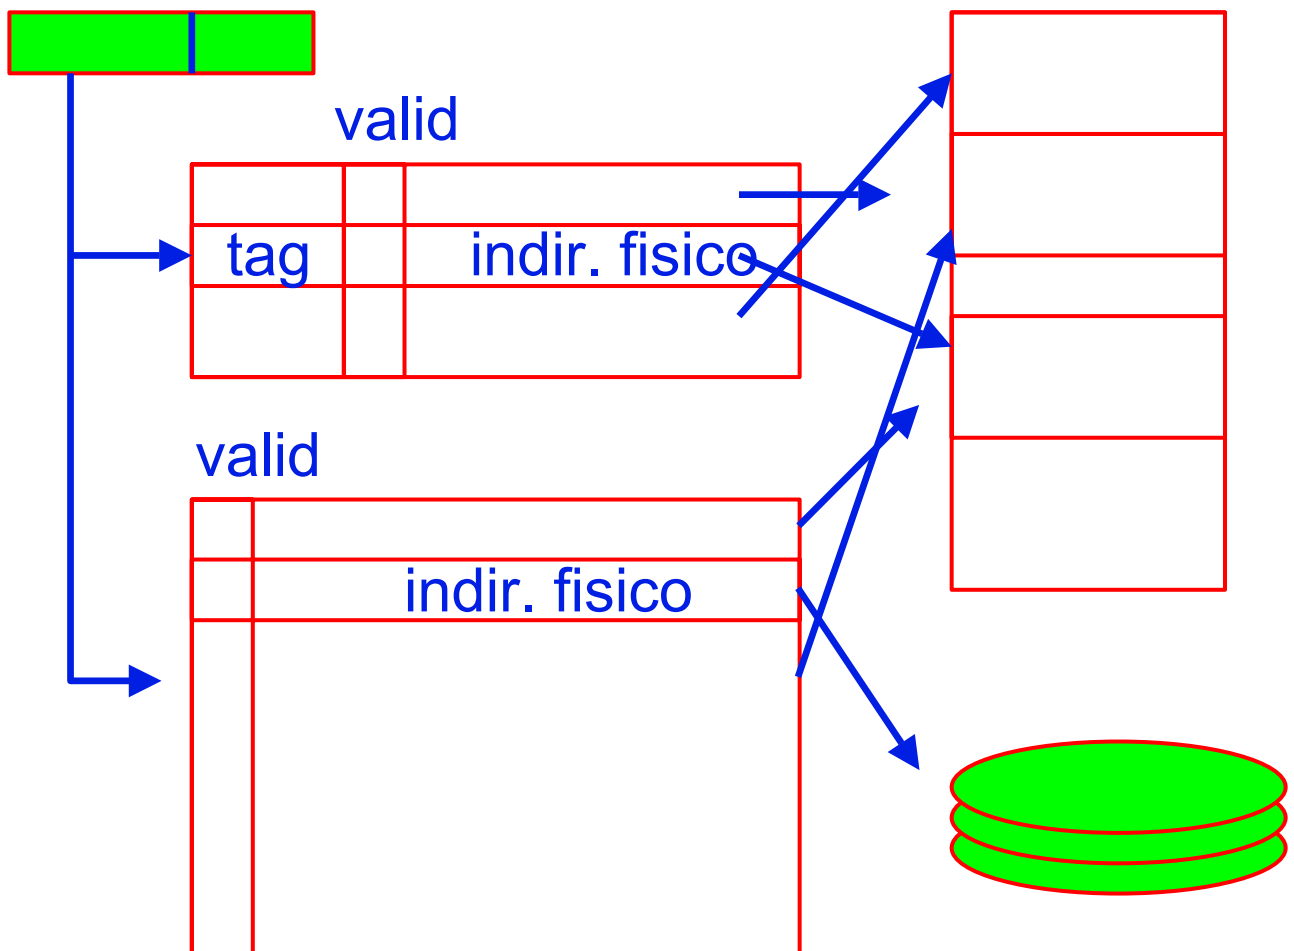 valid
tag
indir. fisico
valid
indir. fisico